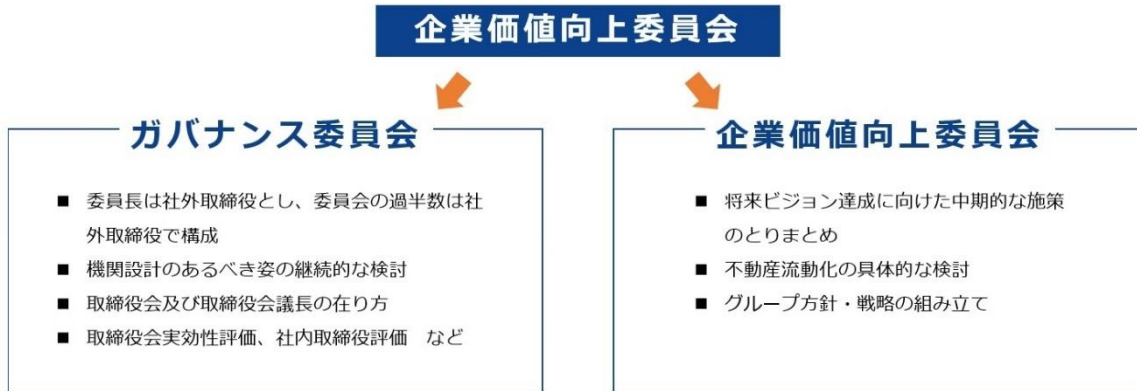 企業価値向上委員会
ガバナンス委員会
■ 委員長は社外取締役とし、委員会の過半数は社
外取締役で構成
■ 機関設計のあるべき姿の継続的な検討
■ 取締役会及び取締役会議長の在り方
■ 取締役会実効性評価、社内取締役評価　など
企業価値向上委員会
■ 将来ビジョン達成に向けた中期的な施策
のとりまとめ
■ 不動産流動化の具体的な検討
■ グループ方針・戦略の組み立て